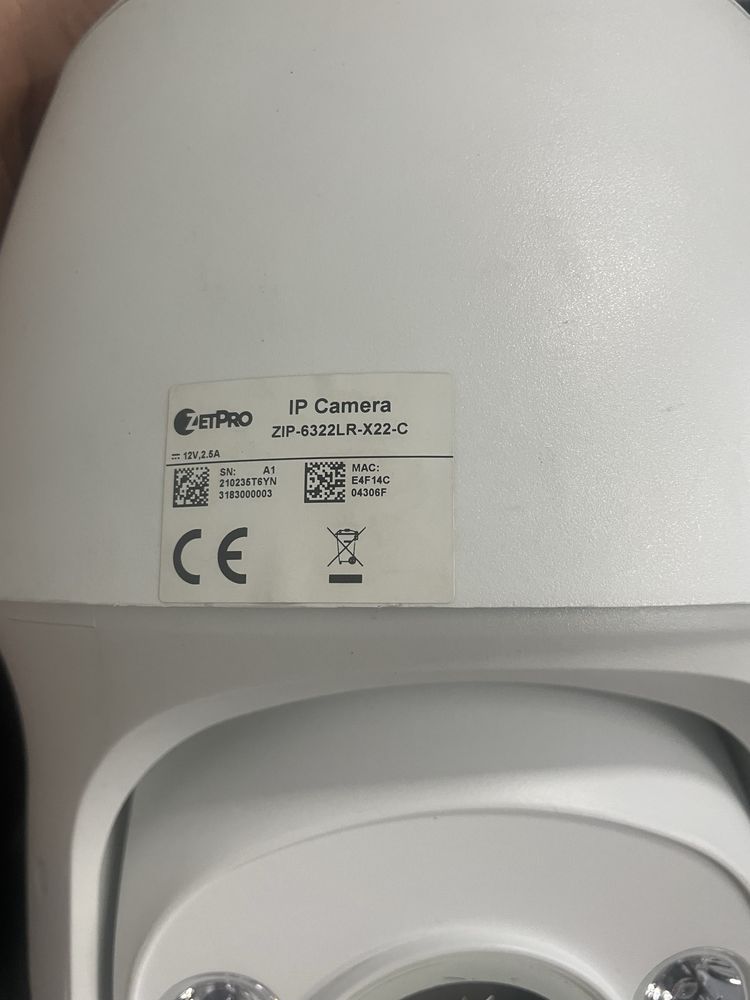 ZETPRO
IP Camera
ZIP-6322LR-X22-C
12V,2.5A
SN: A1
210235T6YN
3183000003
MAC:
E4F14C
04306F
CE